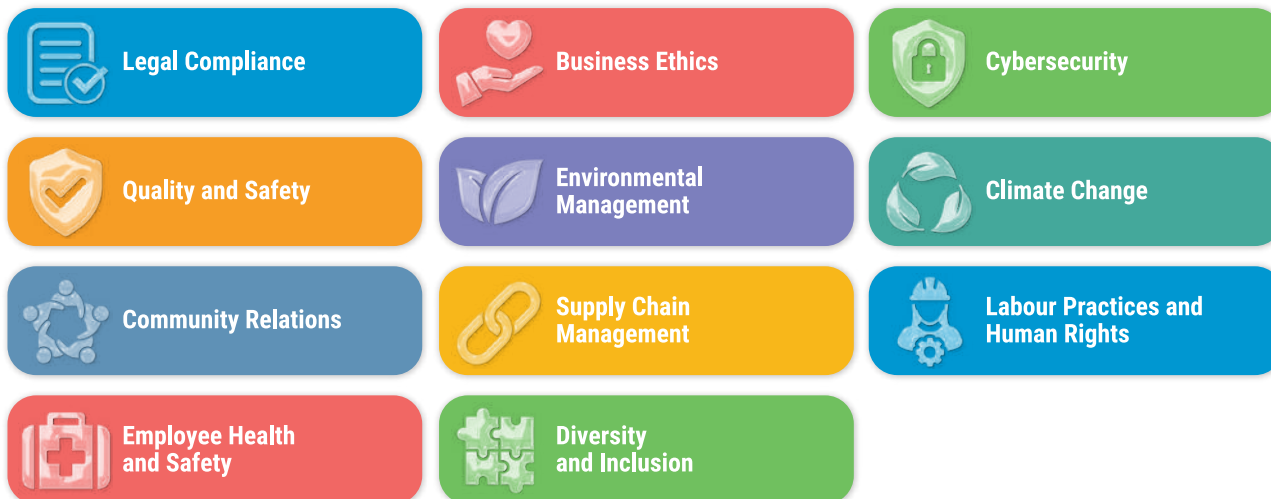 Legal Compliance
Business Ethics
Cybersecurity
Quality and Safety
Environmental
Management
Climate Change
Community Relations
Supply Chain
Management
Labour Practices and
Human Rights
Employee Health
and Safety
Diversity
and Inclusion